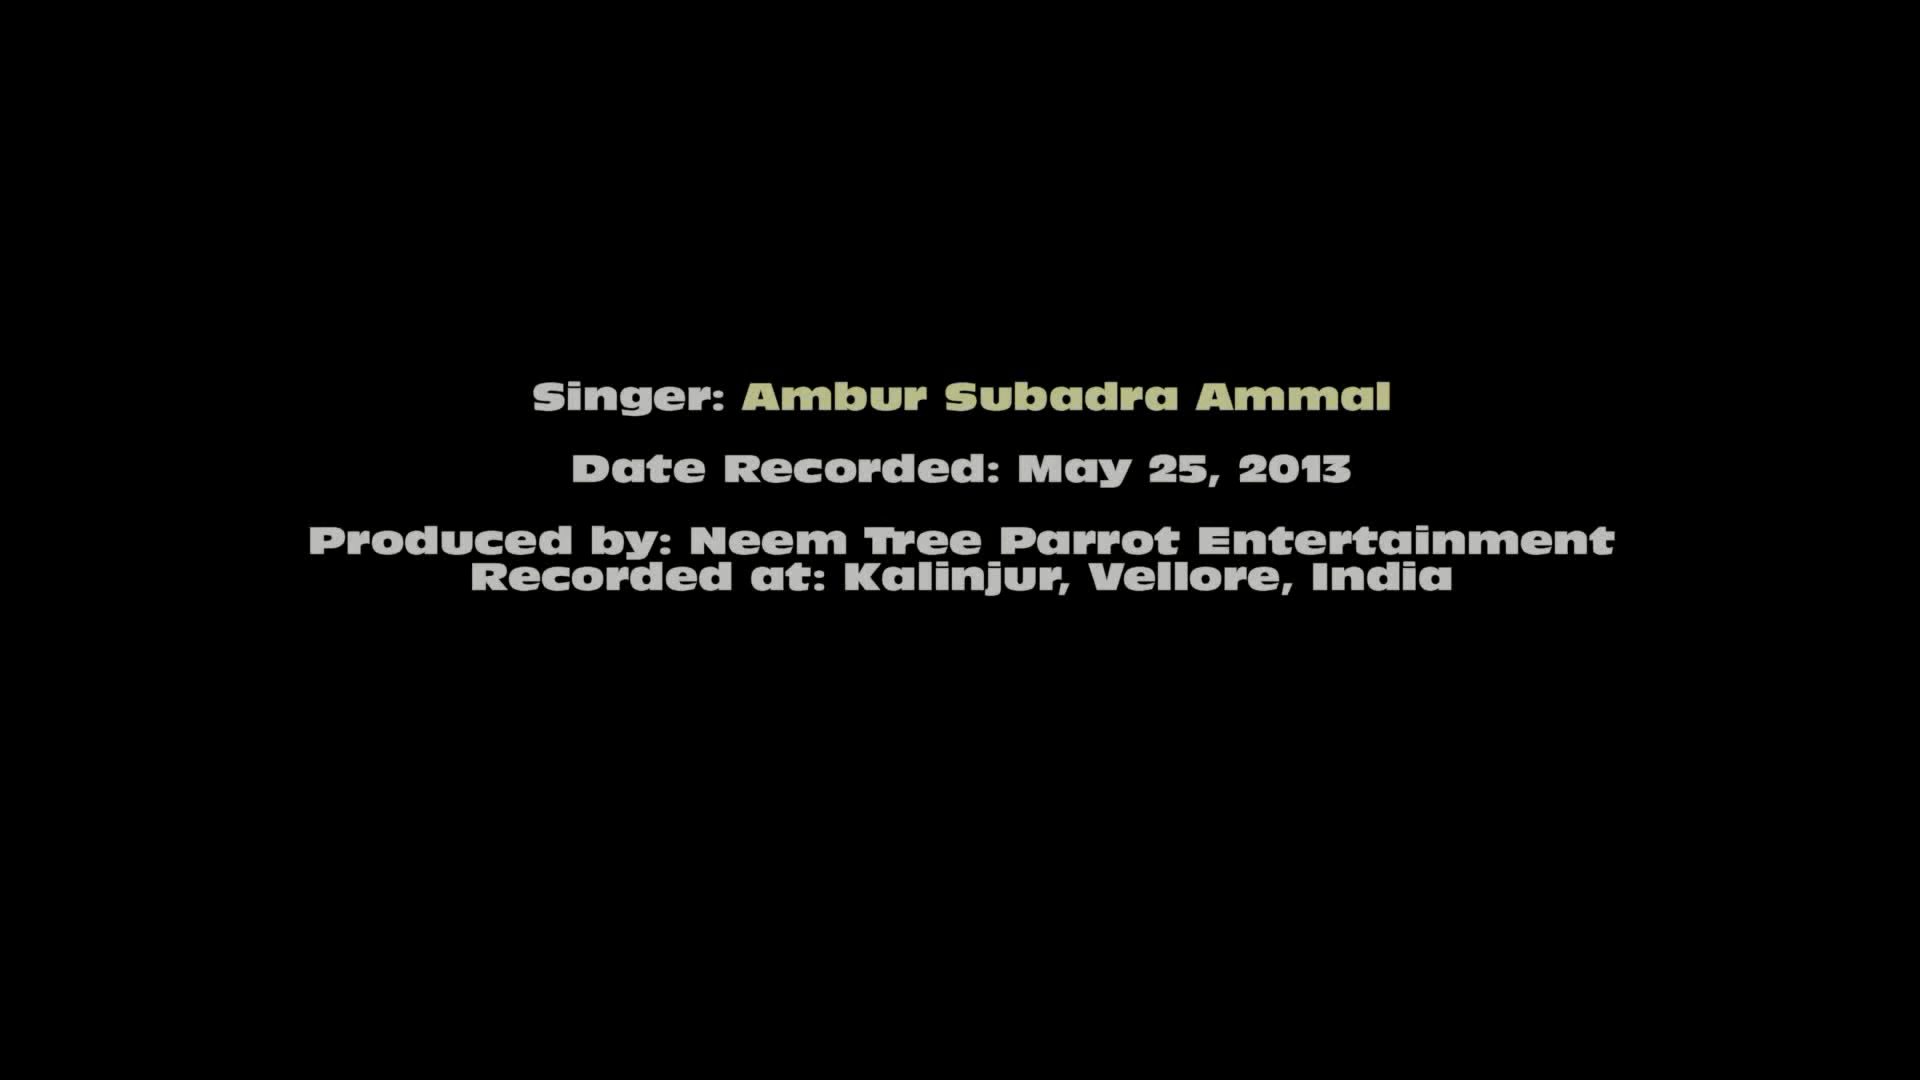 Singer: Ambur Subadra Ammal
Date Recorded: May 25, 2013
Produced by: Neem Tree Parrot Entertainment
Recorded at: Kalinjur, Vellore, India